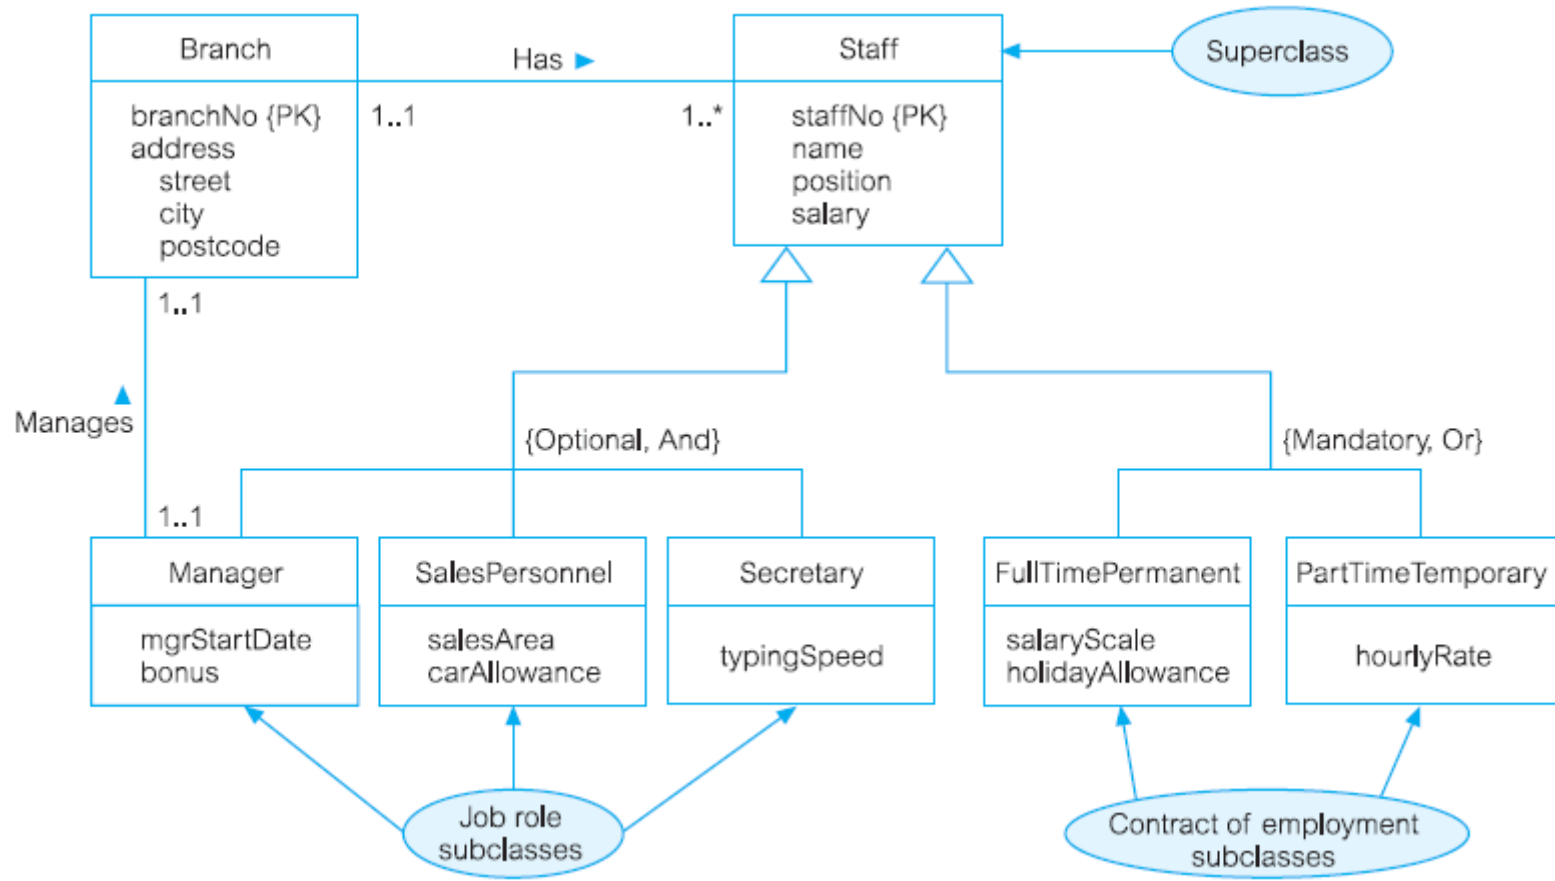 Branch
Has ►
Staff
Superclass
branchNo {PK}
address
street
city
postcode
1..1
1..*
staffNo {PK}
name
position
salary
1..1
Manages
{Optional, And}
{Mandatory, Or}
1..1
Manager
mgrStartDate
bonus
SalesPersonnel
salesArea
carAllowance
Secretary
typingSpeed
FullTimePermanent
salaryScale
holidayAllowance
PartTimeTemporary
hourlyRate
Job role
subclasses
Contract of employment
subclasses